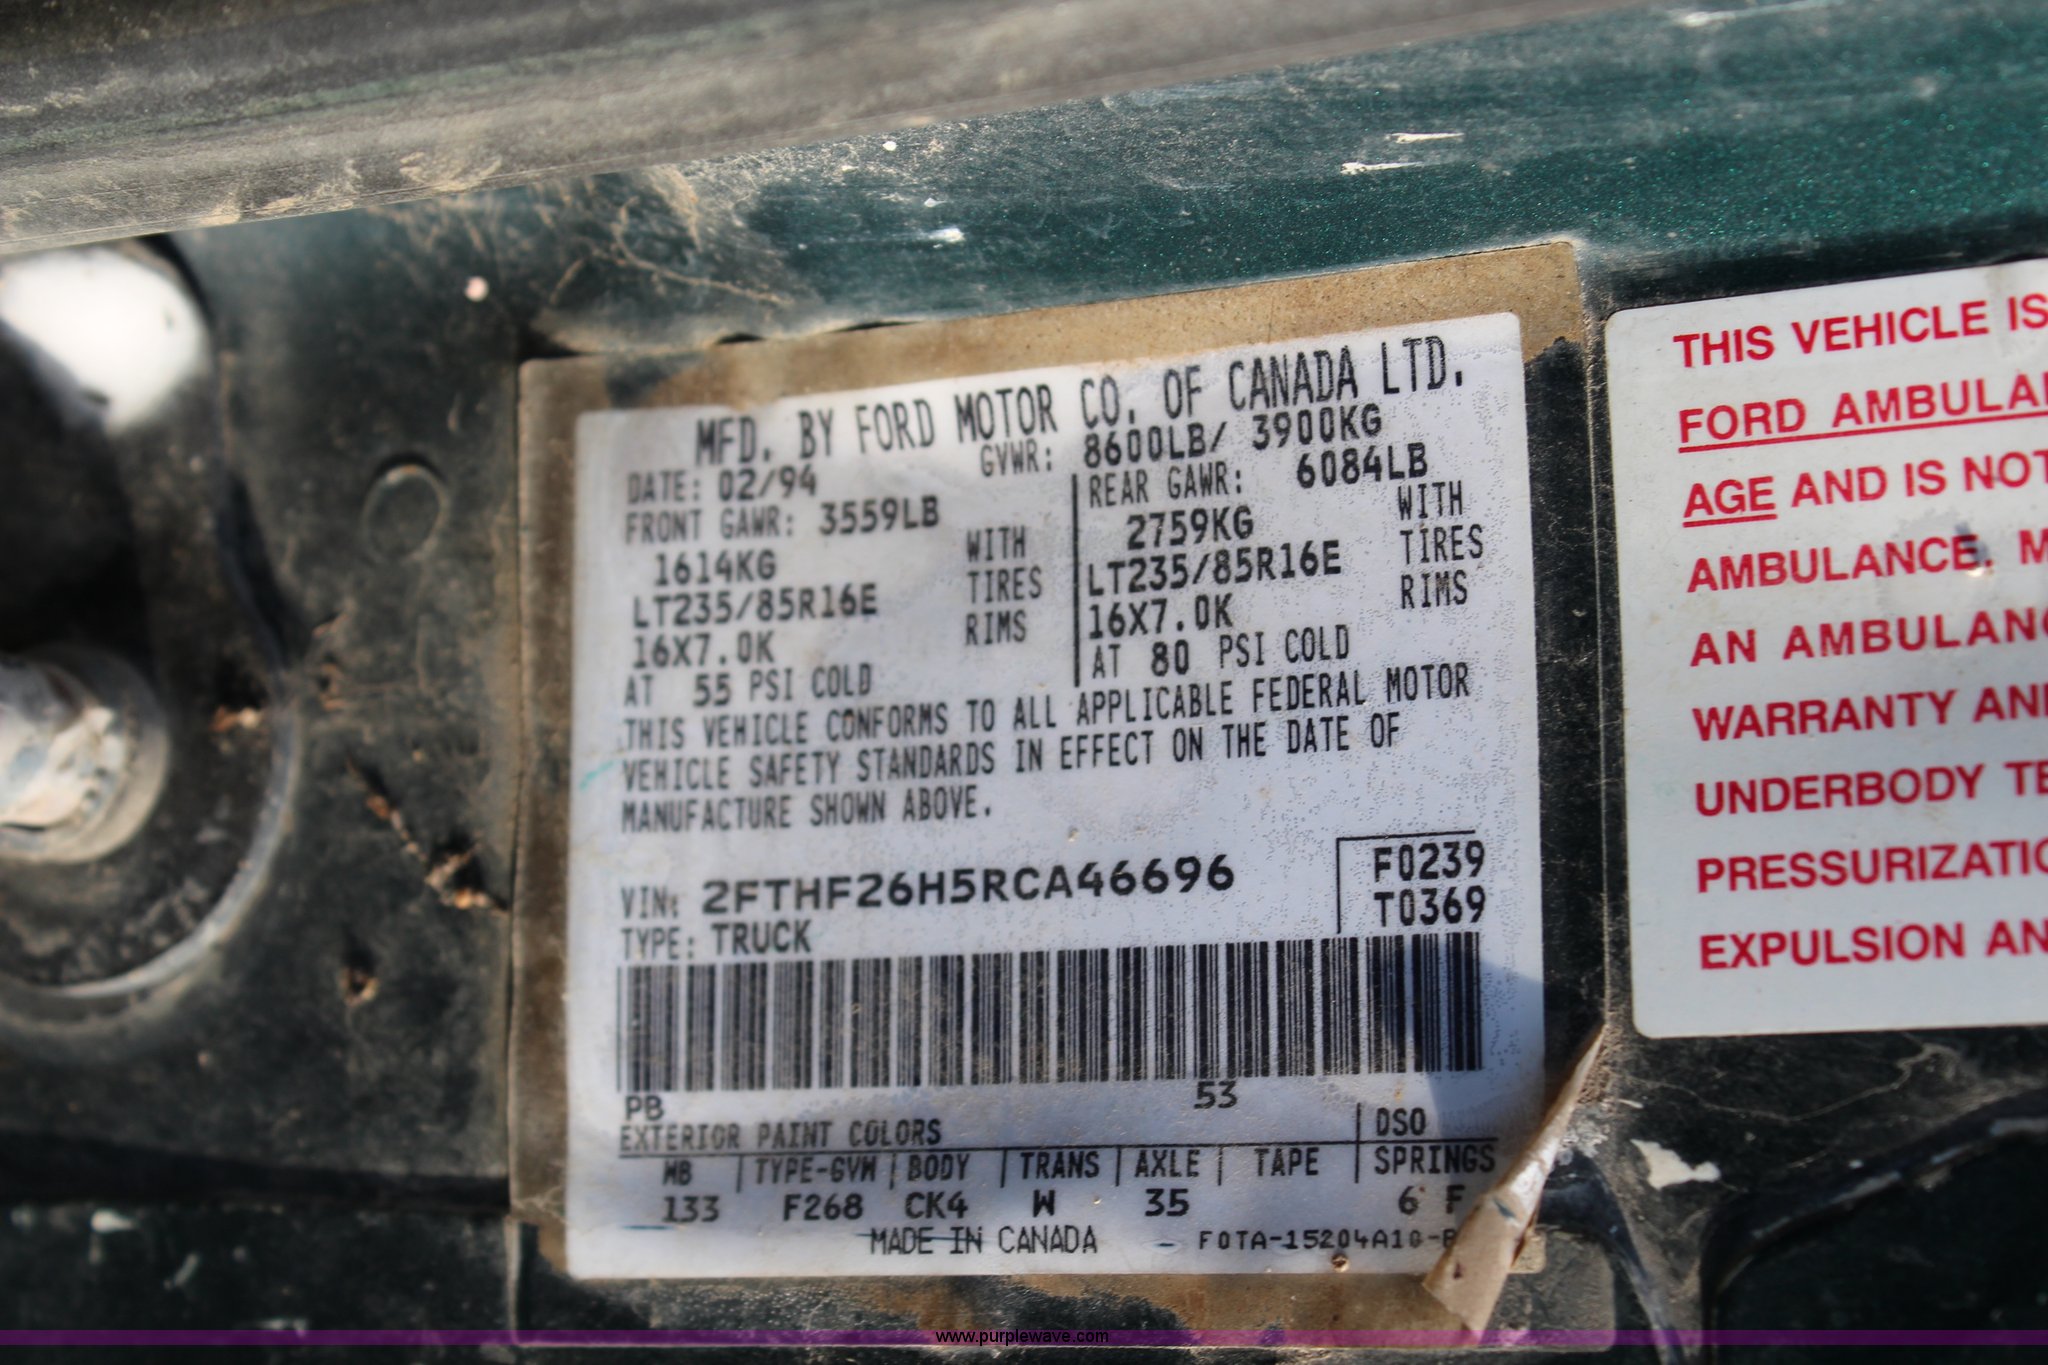 MFD. BY FORD MOTOR CO. OF CANADA LTD.
DATE: 02/94 GVWR: 8600LB/ 3900KG
FRONT GAWR: 3559LB
1614KG WITH
LT235/85R16E TIRES
16X7.0K RIMS
AT 55 PSI COLD
REAR GAWR: 6084LB
2759KG WITH
LT235/85R16E TIRES
16X7.0K RIMS
AT 80 PSI COLD
THIS VEHICLE CONFORMS TO ALL APPLICABLE FEDERAL MOTOR
VEHICLE SAFETY STANDARDS IN EFFECT ON THE DATE OF
MANUFACTURE SHOWN ABOVE.
VIN: 2FTHF26H5RCA46696 F0239
TYPE: TRUCK T0369
PB 53
EXTERIOR PAINT COLORS DSO
WB TYPE-GVW BODY TRANS AXLE TAPE SPRINGS
133 F268 CK4 W 35 6 F
MADE IN CANADA F0TA-15204A10-
THIS VEHICLE IS
FORD
AGE AND IS NOT
AMBULANCE.
AN
WARRANTY
UNDERBODY
PRESSURIZATIO
EXPULSION
www.purplewave.com